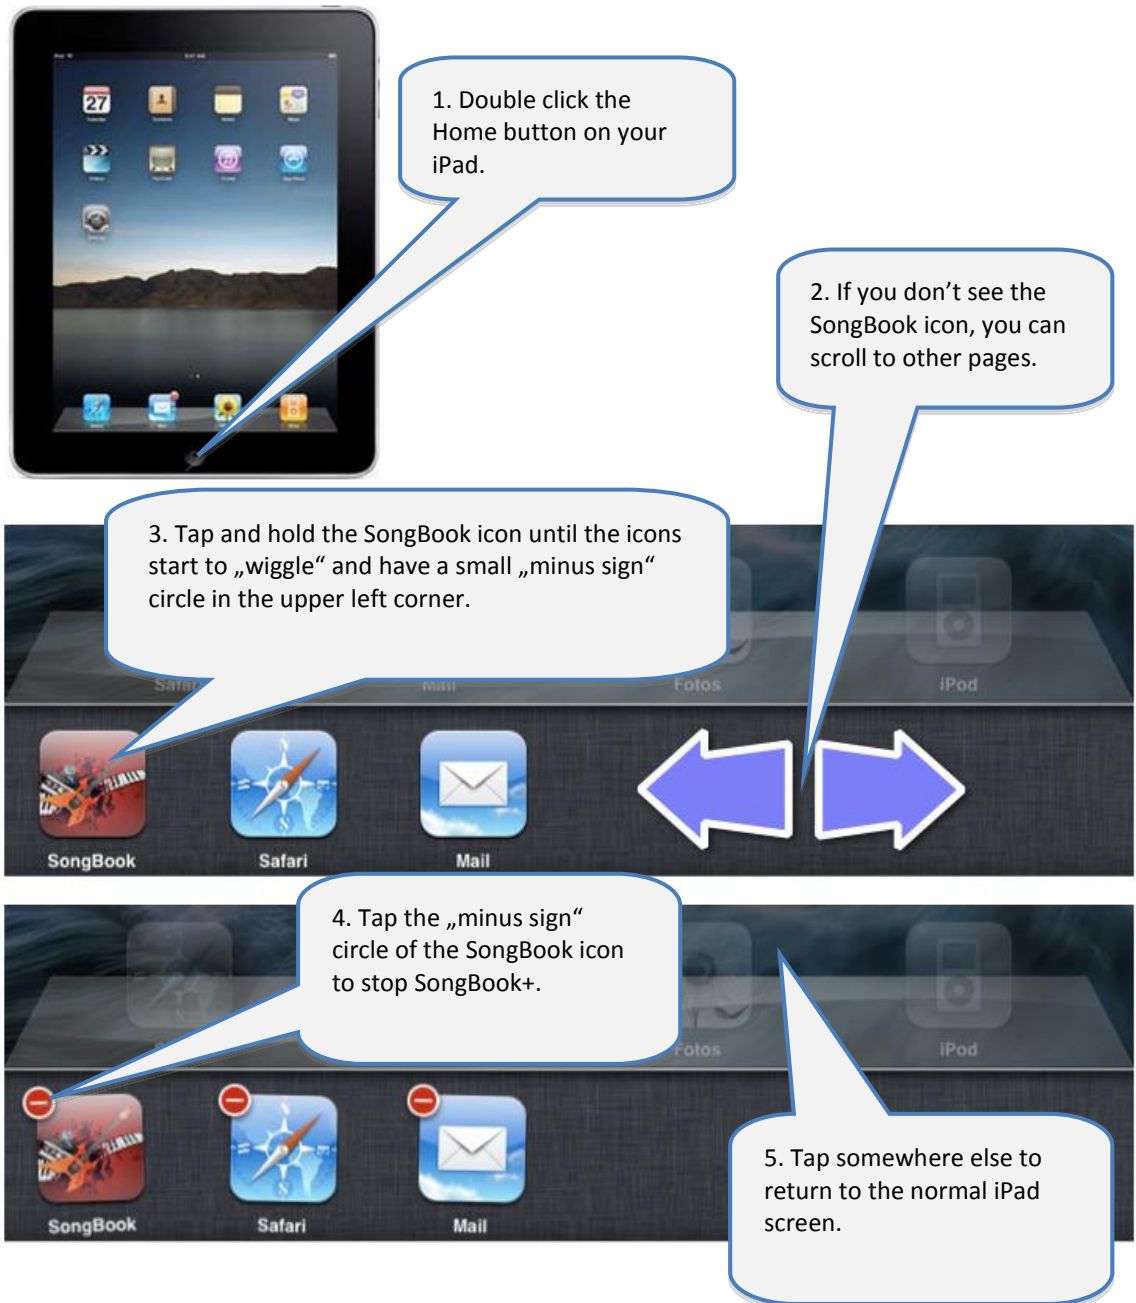 27
1. Double click the
Home button on your
iPad.
2. If you don’t see the
SongBook icon, you can
scroll to other pages.
3. Tap and hold the SongBook icon until the icons
start to „wiggle“ and have a small „minus sign“
circle in the upper left corner.
Safari Mail Fotos iPod
SongBook Safari Mail
4. Tap the „minus sign“
circle of the SongBook icon
to stop SongBook+.
Fotos iPod
5. Tap somewhere else to
return to the normal iPad
screen.
SongBook Safari Mail